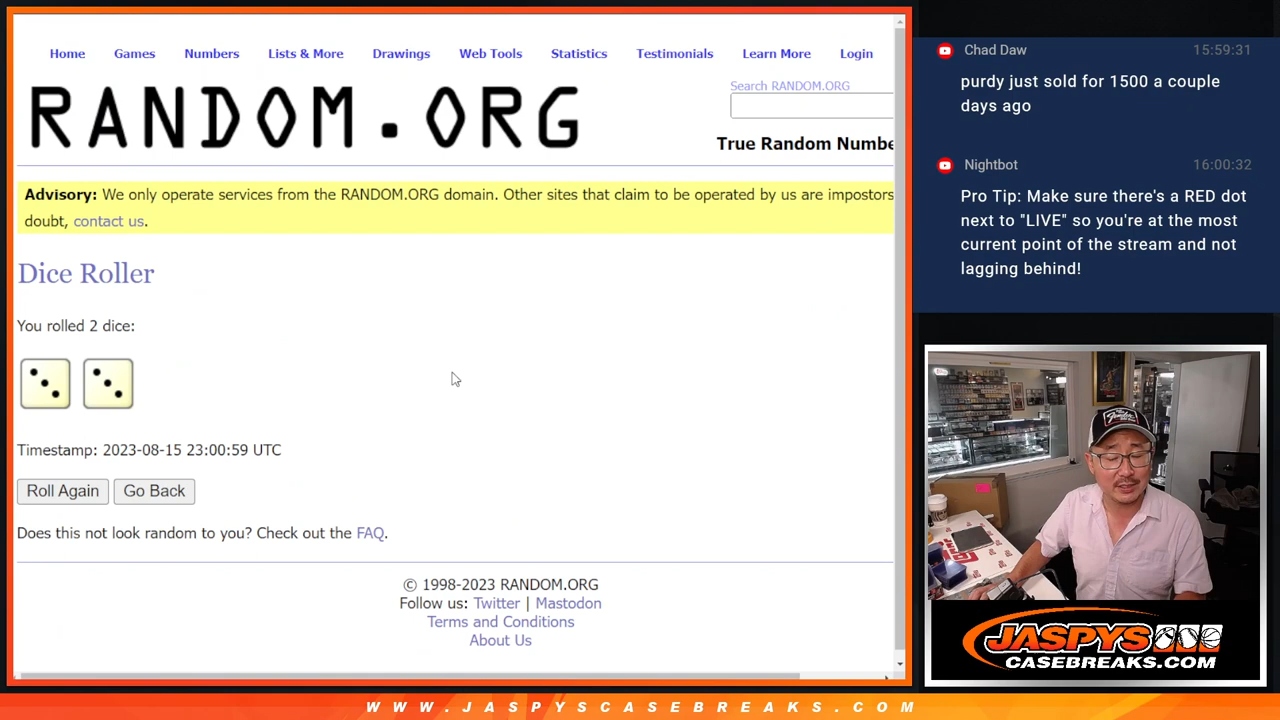 Home Games Numbers Lists & More Drawings Web Tools Statistics Testimonials Learn More Login
RANDOM.ORG
Search RANDOM.ORG
True Random Numbe
Advisory: We only operate services from the RANDOM.ORG domain. Other sites that claim to be operated by us are impostors
doubt, contact us.
Dice Roller
You rolled 2 dice:
Timestamp: 2023-08-15 23:00:59 UTC
Roll Again Go Back
Does this not look random to you? Check out the FAQ.
© 1998-2023 RANDOM.ORG
Follow us: Twitter | Mastodon
Terms and Conditions
About Us
Chad Daw 15:59:31
purdy just sold for 1500 a couple
days ago
Nightbot 16:00:32
Pro Tip: Make sure there's a RED dot
next to "LIVE" so you're at the most
current point of the stream and not
lagging behind!
Fender
JASPYS
CASEBREAKS.COM
WWW.JASPYSCASEBREAKS.COM